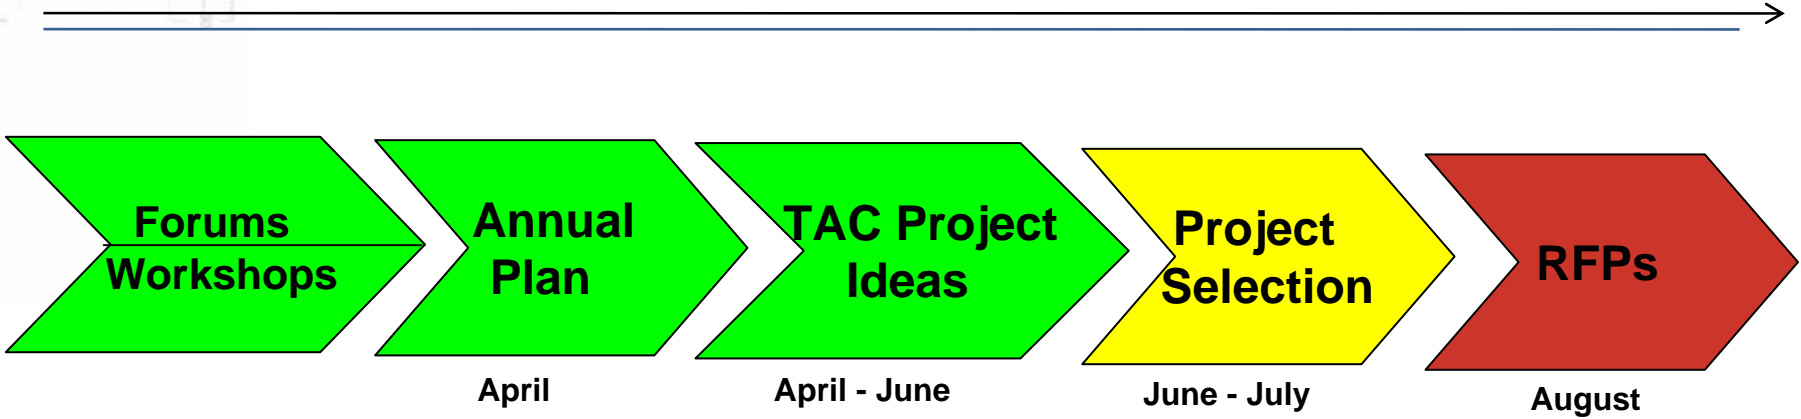 Forums
Workshops
Annual
Plan
TAC Project
Ideas
Project
Selection
RFPs
April
April - June
June - July
August